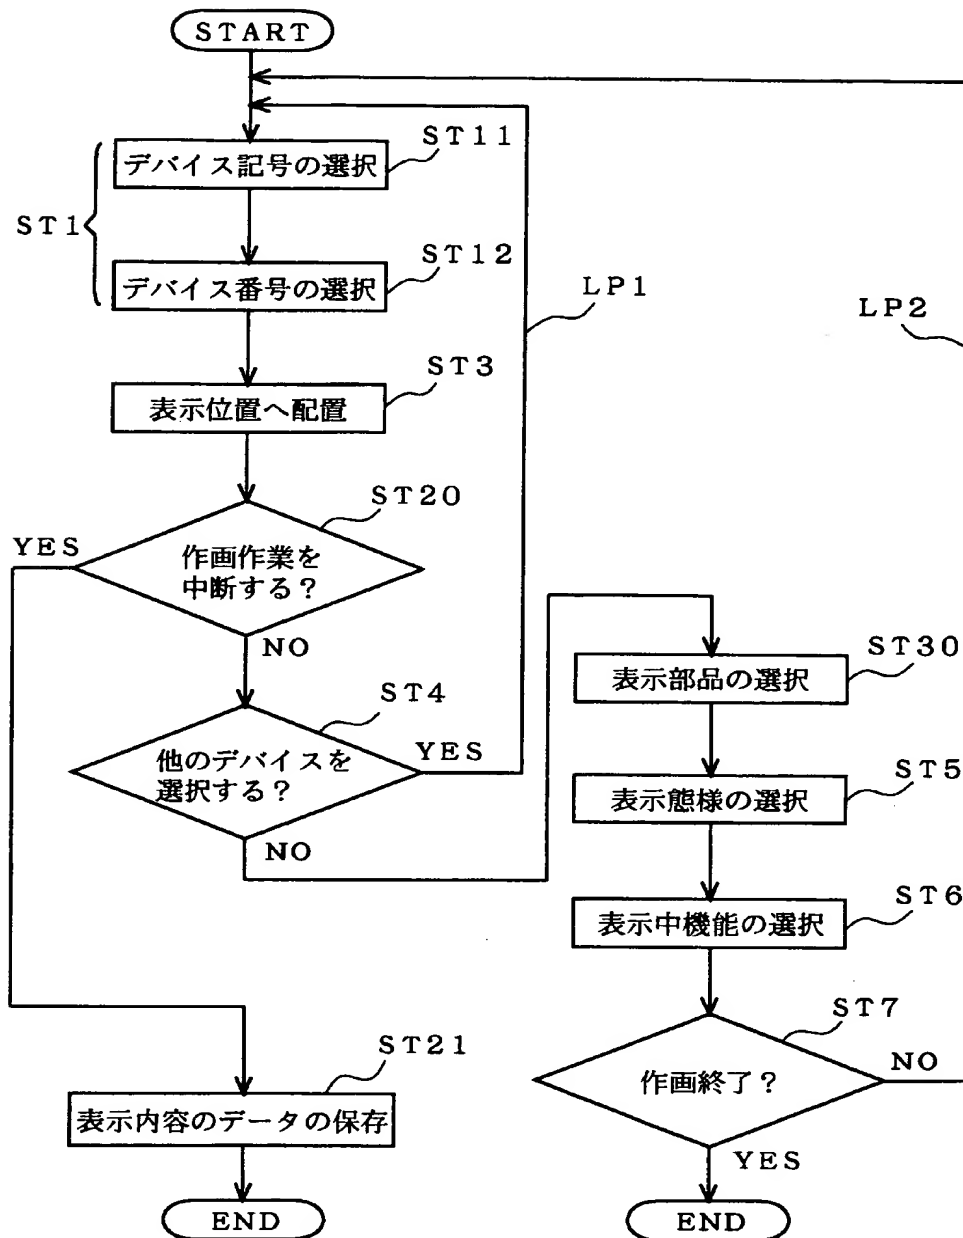 START
ST11
デバイス記号の選択
ST1
ST12
デバイス番号の選択
LP1
LP2
ST3
表示位置へ配置
ST20
YES
作画作業を
中断する？
NO
ST4
他のデバイスを
選択する？
YES
NO
ST30
表示部品の選択
ST5
表示態様の選択
ST6
表示中機能の選択
ST7
作画終了？
NO
YES
END
ST21
表示内容のデータの保存
END